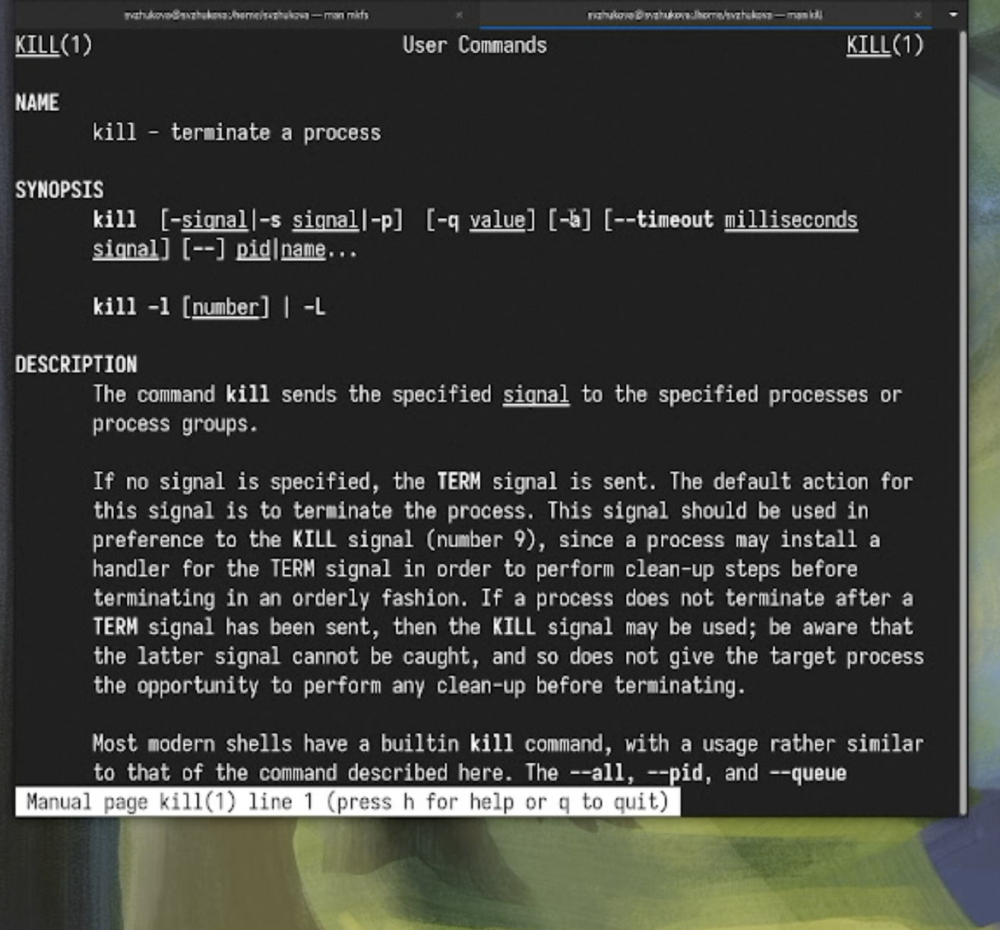 svzhukova@svzhukova:/home/svzhukova — man mkfs
svzhukova@svzhukova:/home/svzhukova — man kill
KILL(1) User Commands KILL(1)
NAME
kill - terminate a process
SYNOPSIS
kill [-signal|-s signal|-p] [-q value] [-a] [--timeout milliseconds
signal] [--] pid|name...
kill -l [number] | -L
DESCRIPTION
The command kill sends the specified signal to the specified processes or
process groups.
If no signal is specified, the TERM signal is sent. The default action for
this signal is to terminate the process. This signal should be used in
preference to the KILL signal (number 9), since a process may install a
handler for the TERM signal in order to perform clean-up steps before
terminating in an orderly fashion. If a process does not terminate after a
TERM signal has been sent, then the KILL signal may be used; be aware that
the latter signal cannot be caught, and so does not give the target process
the opportunity to perform any clean-up before terminating.
Most modern shells have a builtin kill command, with a usage rather similar
to that of the command described here. The --all, --pid, and --queue
Manual page kill(1) line 1 (press h for help or q to quit)